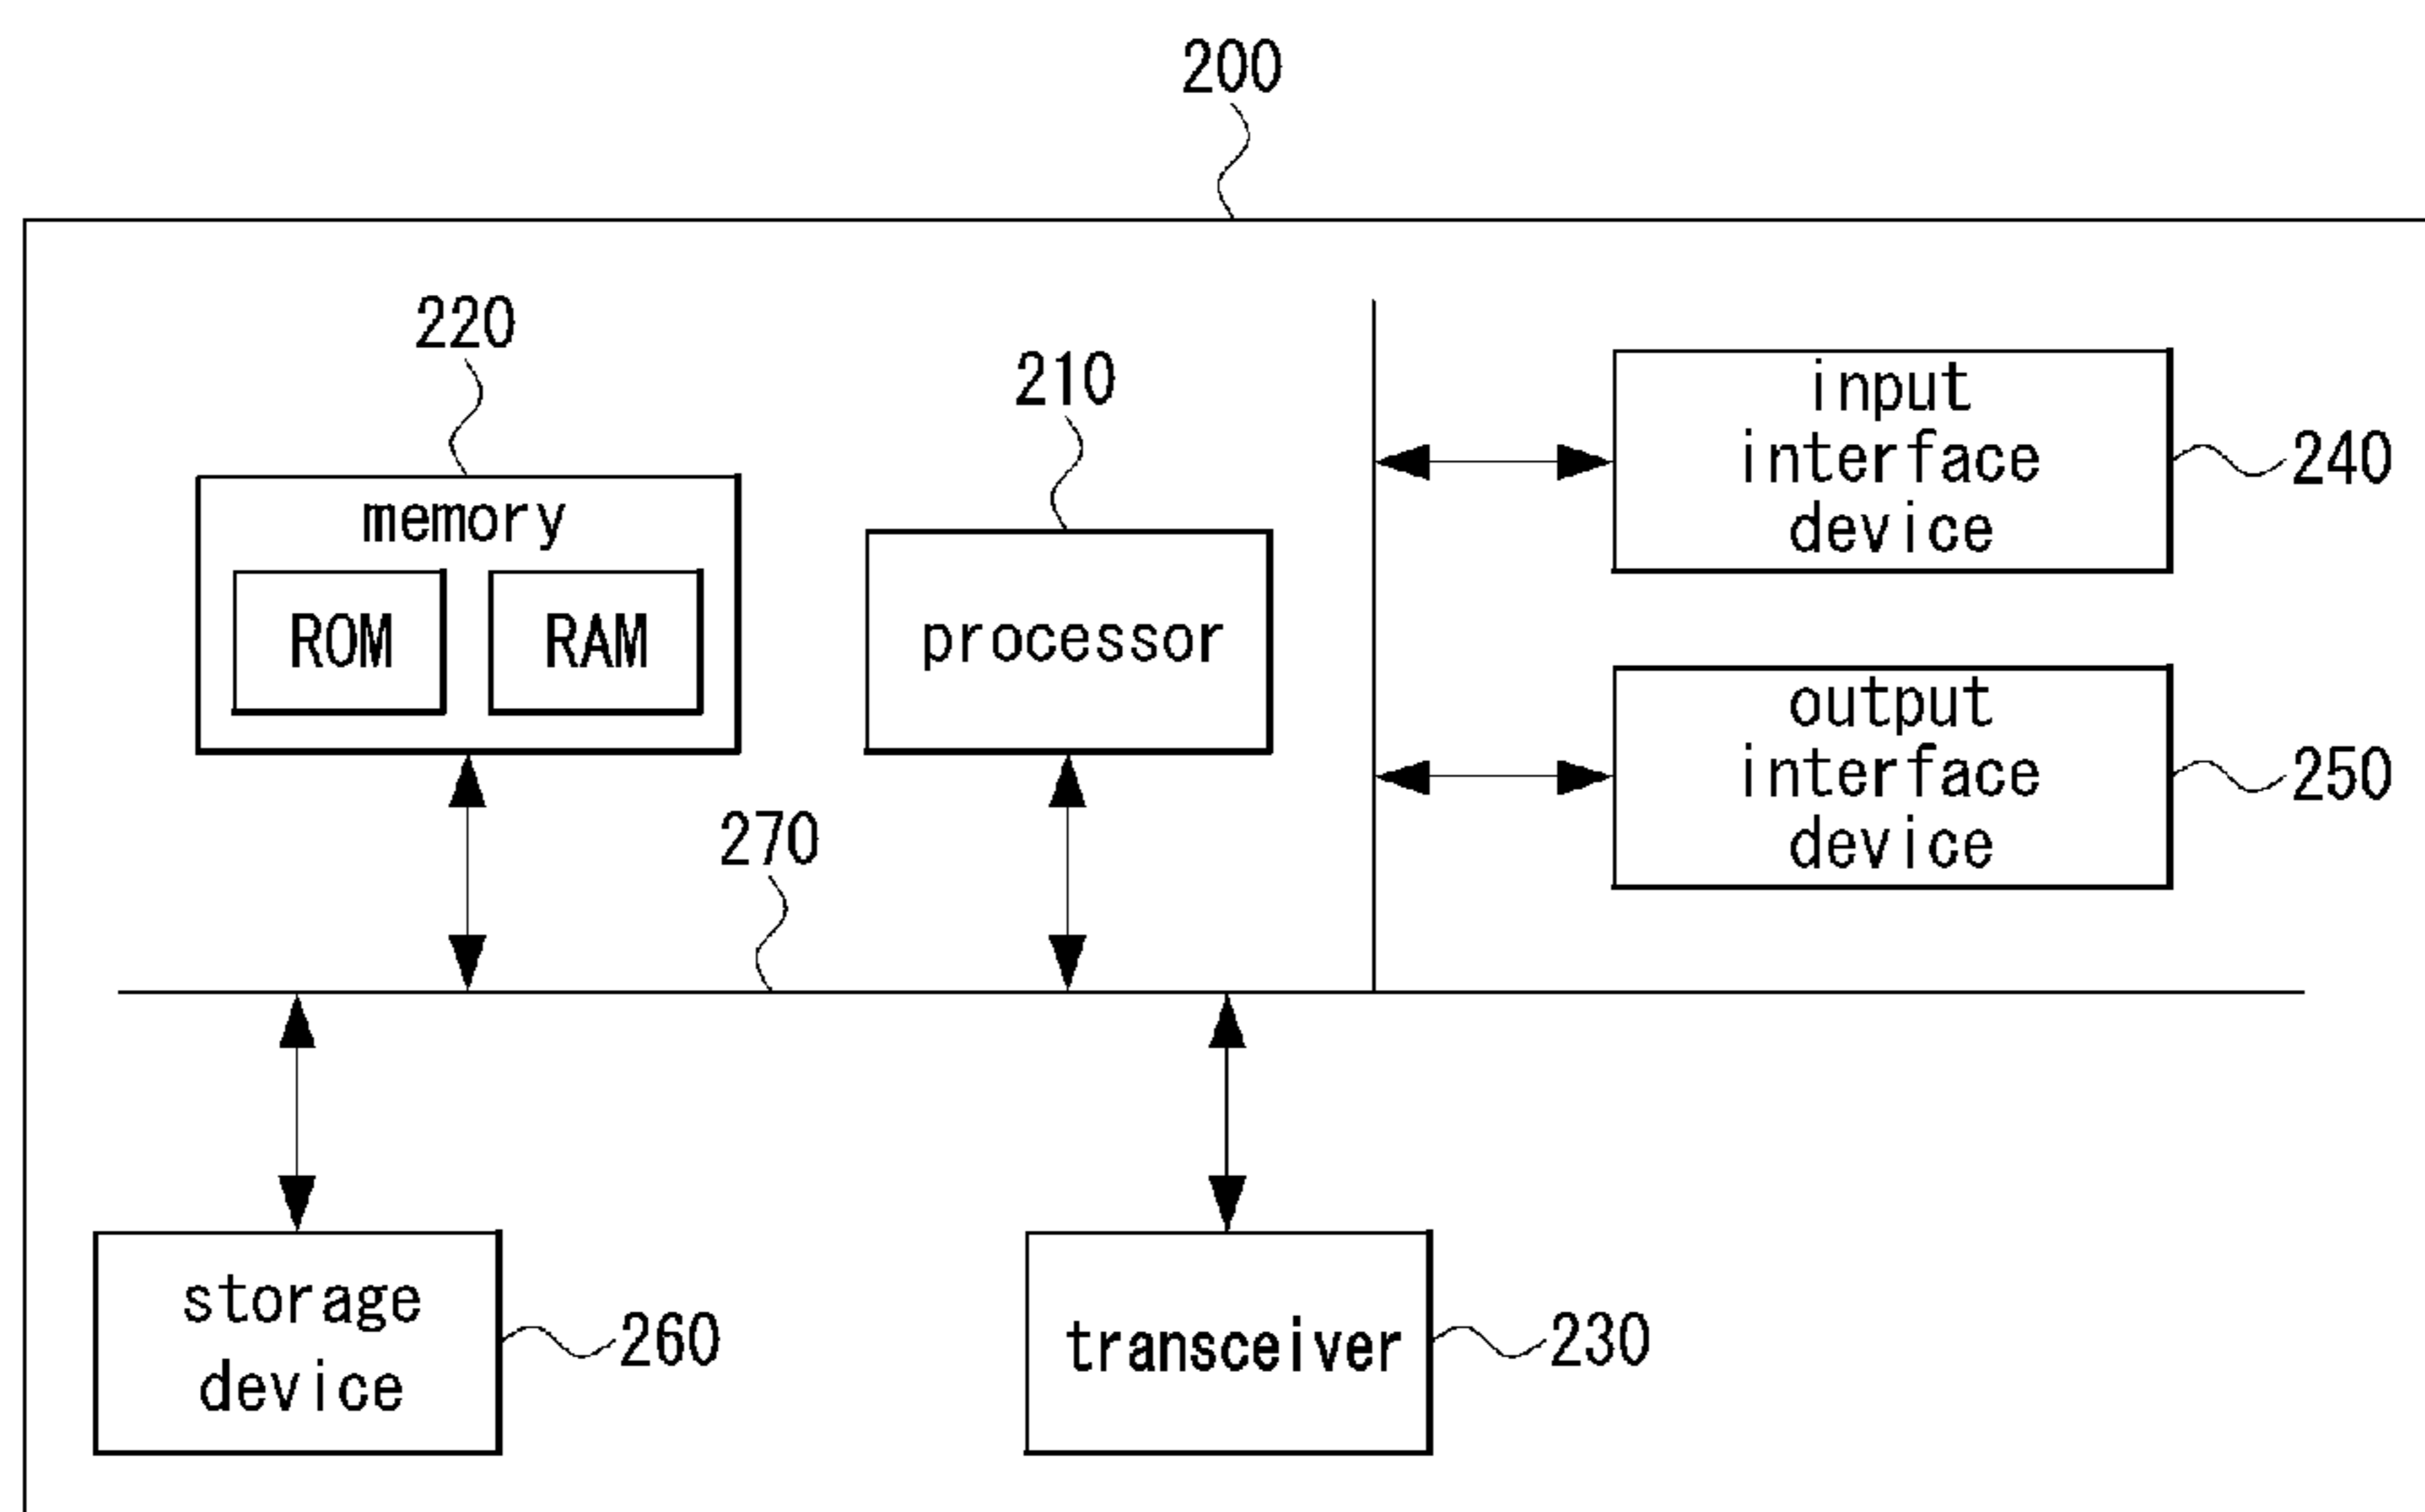 200
220
210
input
interface
device
240
memory
ROM RAM
processor
output
interface
device
250
270
storage
device
260
transceiver
230